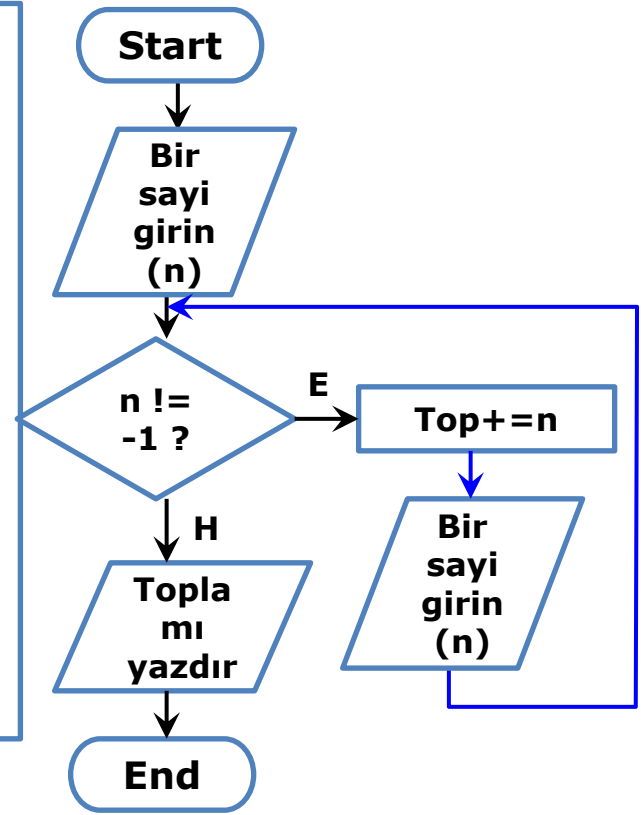 Start
Bir
sayi
girin
(n)
n !=
-1 ?
E
Top+=n
Bir
sayi
girin
(n)
H
Topla
mı
yazdır
End